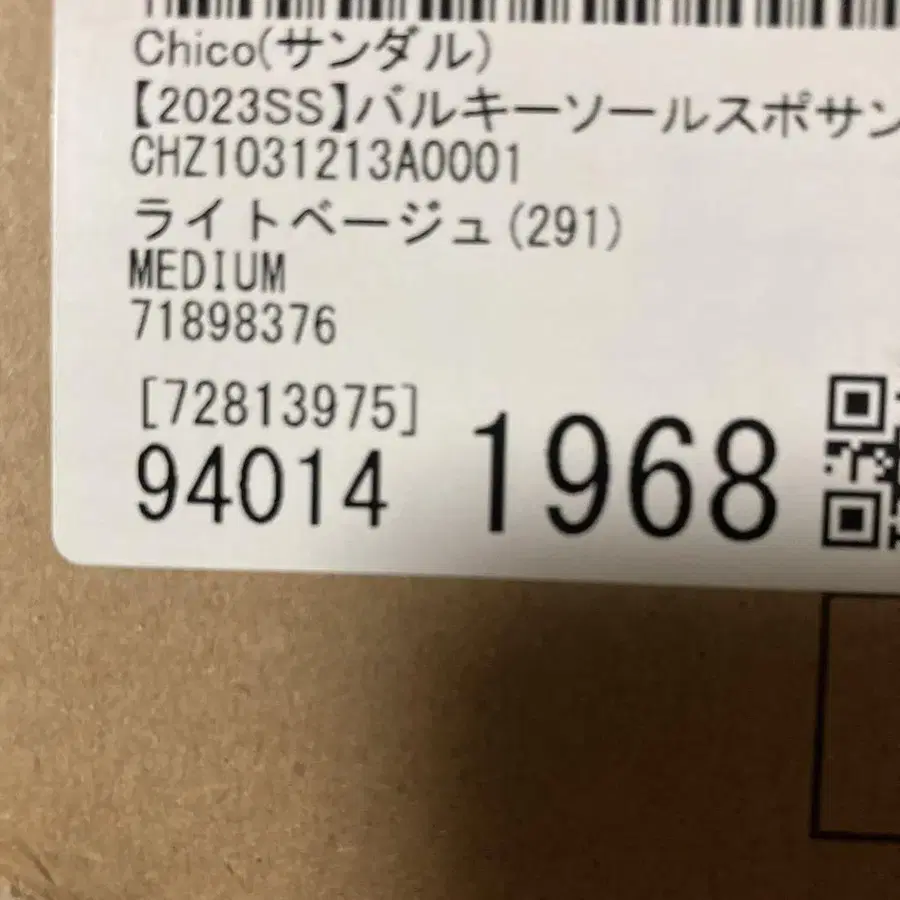 Chico(サンダル)
【2023SS】バルキーソールスポサン
CHZ1031213A0001
ライトベージュ(291)
MEDIUM
71898376
[72813975]
94014 1968